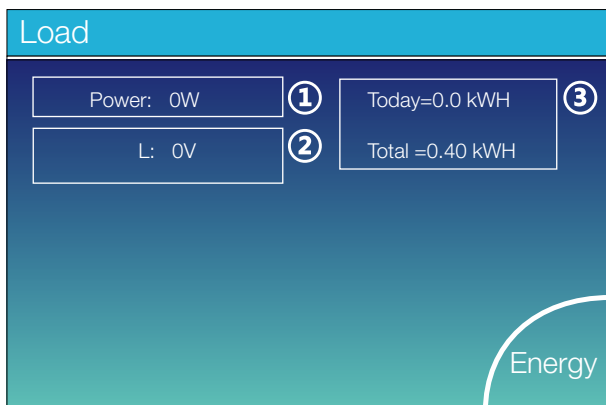 Load
Power: 0W
①
Today=0.0 kWH
③
L: 0V
②
Total =0.40 kWH
Energy